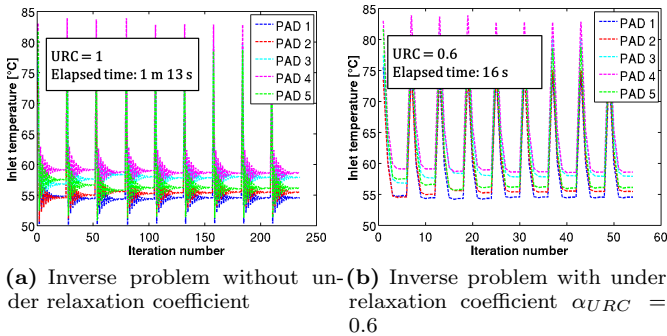 85
80
75
70
65
60
55
50
Inlet temperature [°C]
URC = 1
Elapsed time: 1 m 13 s
PAD 1
PAD 2
PAD 3
PAD 4
PAD 5
0 50 100 150 200 250
Iteration number
85
80
75
70
65
60
55
50
Inlet temperature [°C]
URC = 0.6
Elapsed time: 16 s
PAD 1
PAD 2
PAD 3
PAD 4
PAD 5
0 10 20 30 40 50 60
Iteration number
(a) Inverse problem without un-
der relaxation coefficient
(b) Inverse problem with under
relaxation coefficient αURC =
0.6